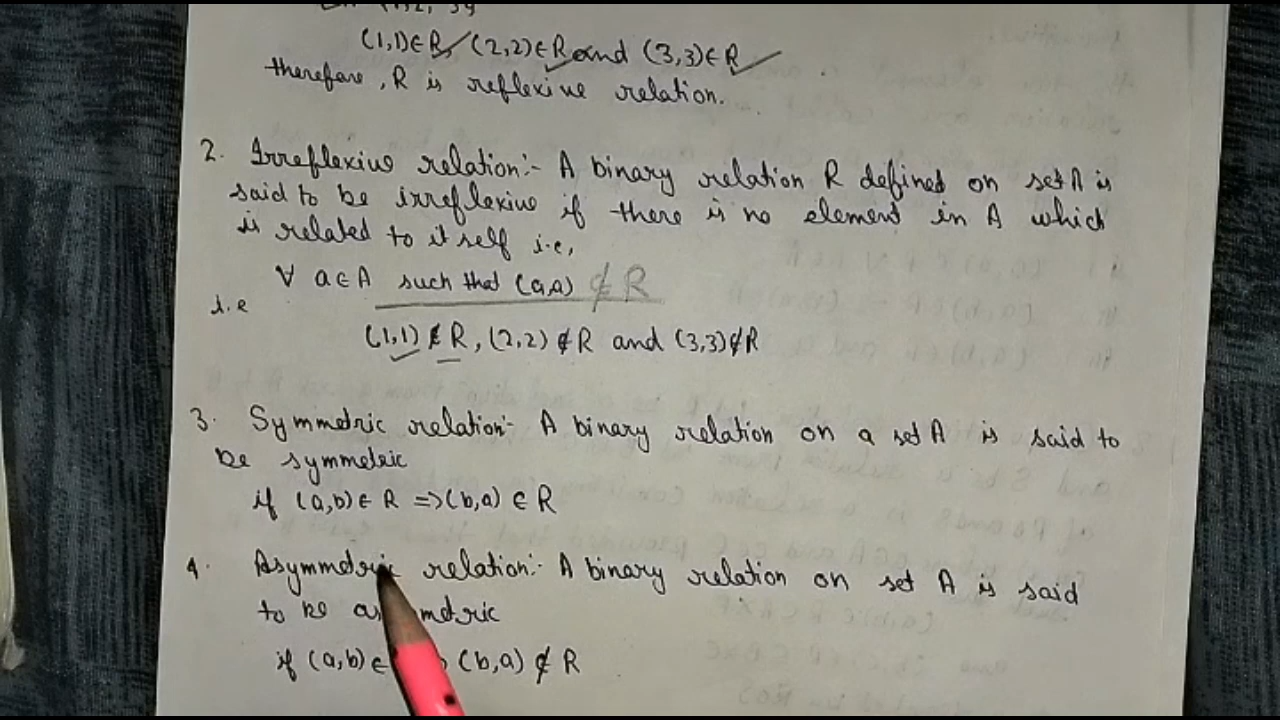 (1,1)∈R, (2,2)∈R and (3,3)∈R
therefore, R is reflexive relation.
2. Irreflexive relation:- A binary relation R defined on set A is
said to be irreflexive if there is no element in A which
is related to it self i.e,
∀ a∈A such that (a,a) ∉ R
i.e
(1,1) ∉ R, (2,2) ∉ R and (3,3)∉R
3. Symmetric relation:- A binary relation on a set A is said to
be symmetric
if (a,b) ∈ R => (b,a) ∈ R
4. Asymmetric relation:- A binary relation on set A is said
to be
if (a,b) ∈ (b,a) ∉ R